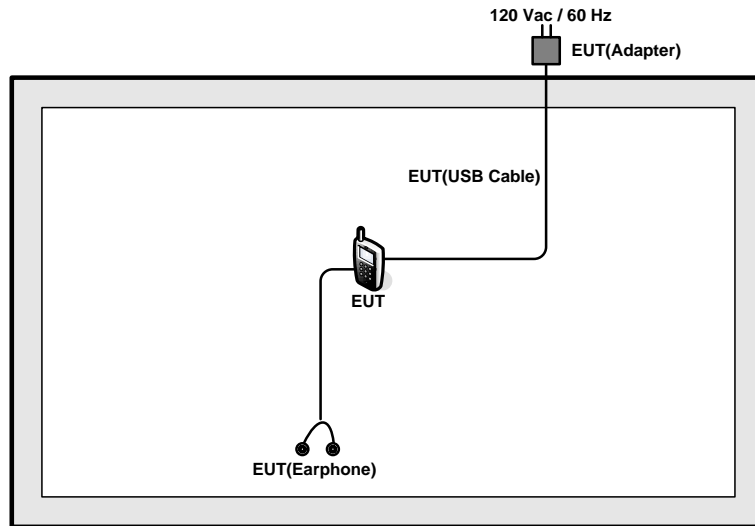 120 Vac / 60 Hz
EUT(Adapter)
EUT(USB Cable)
EUT
EUT(Earphone)